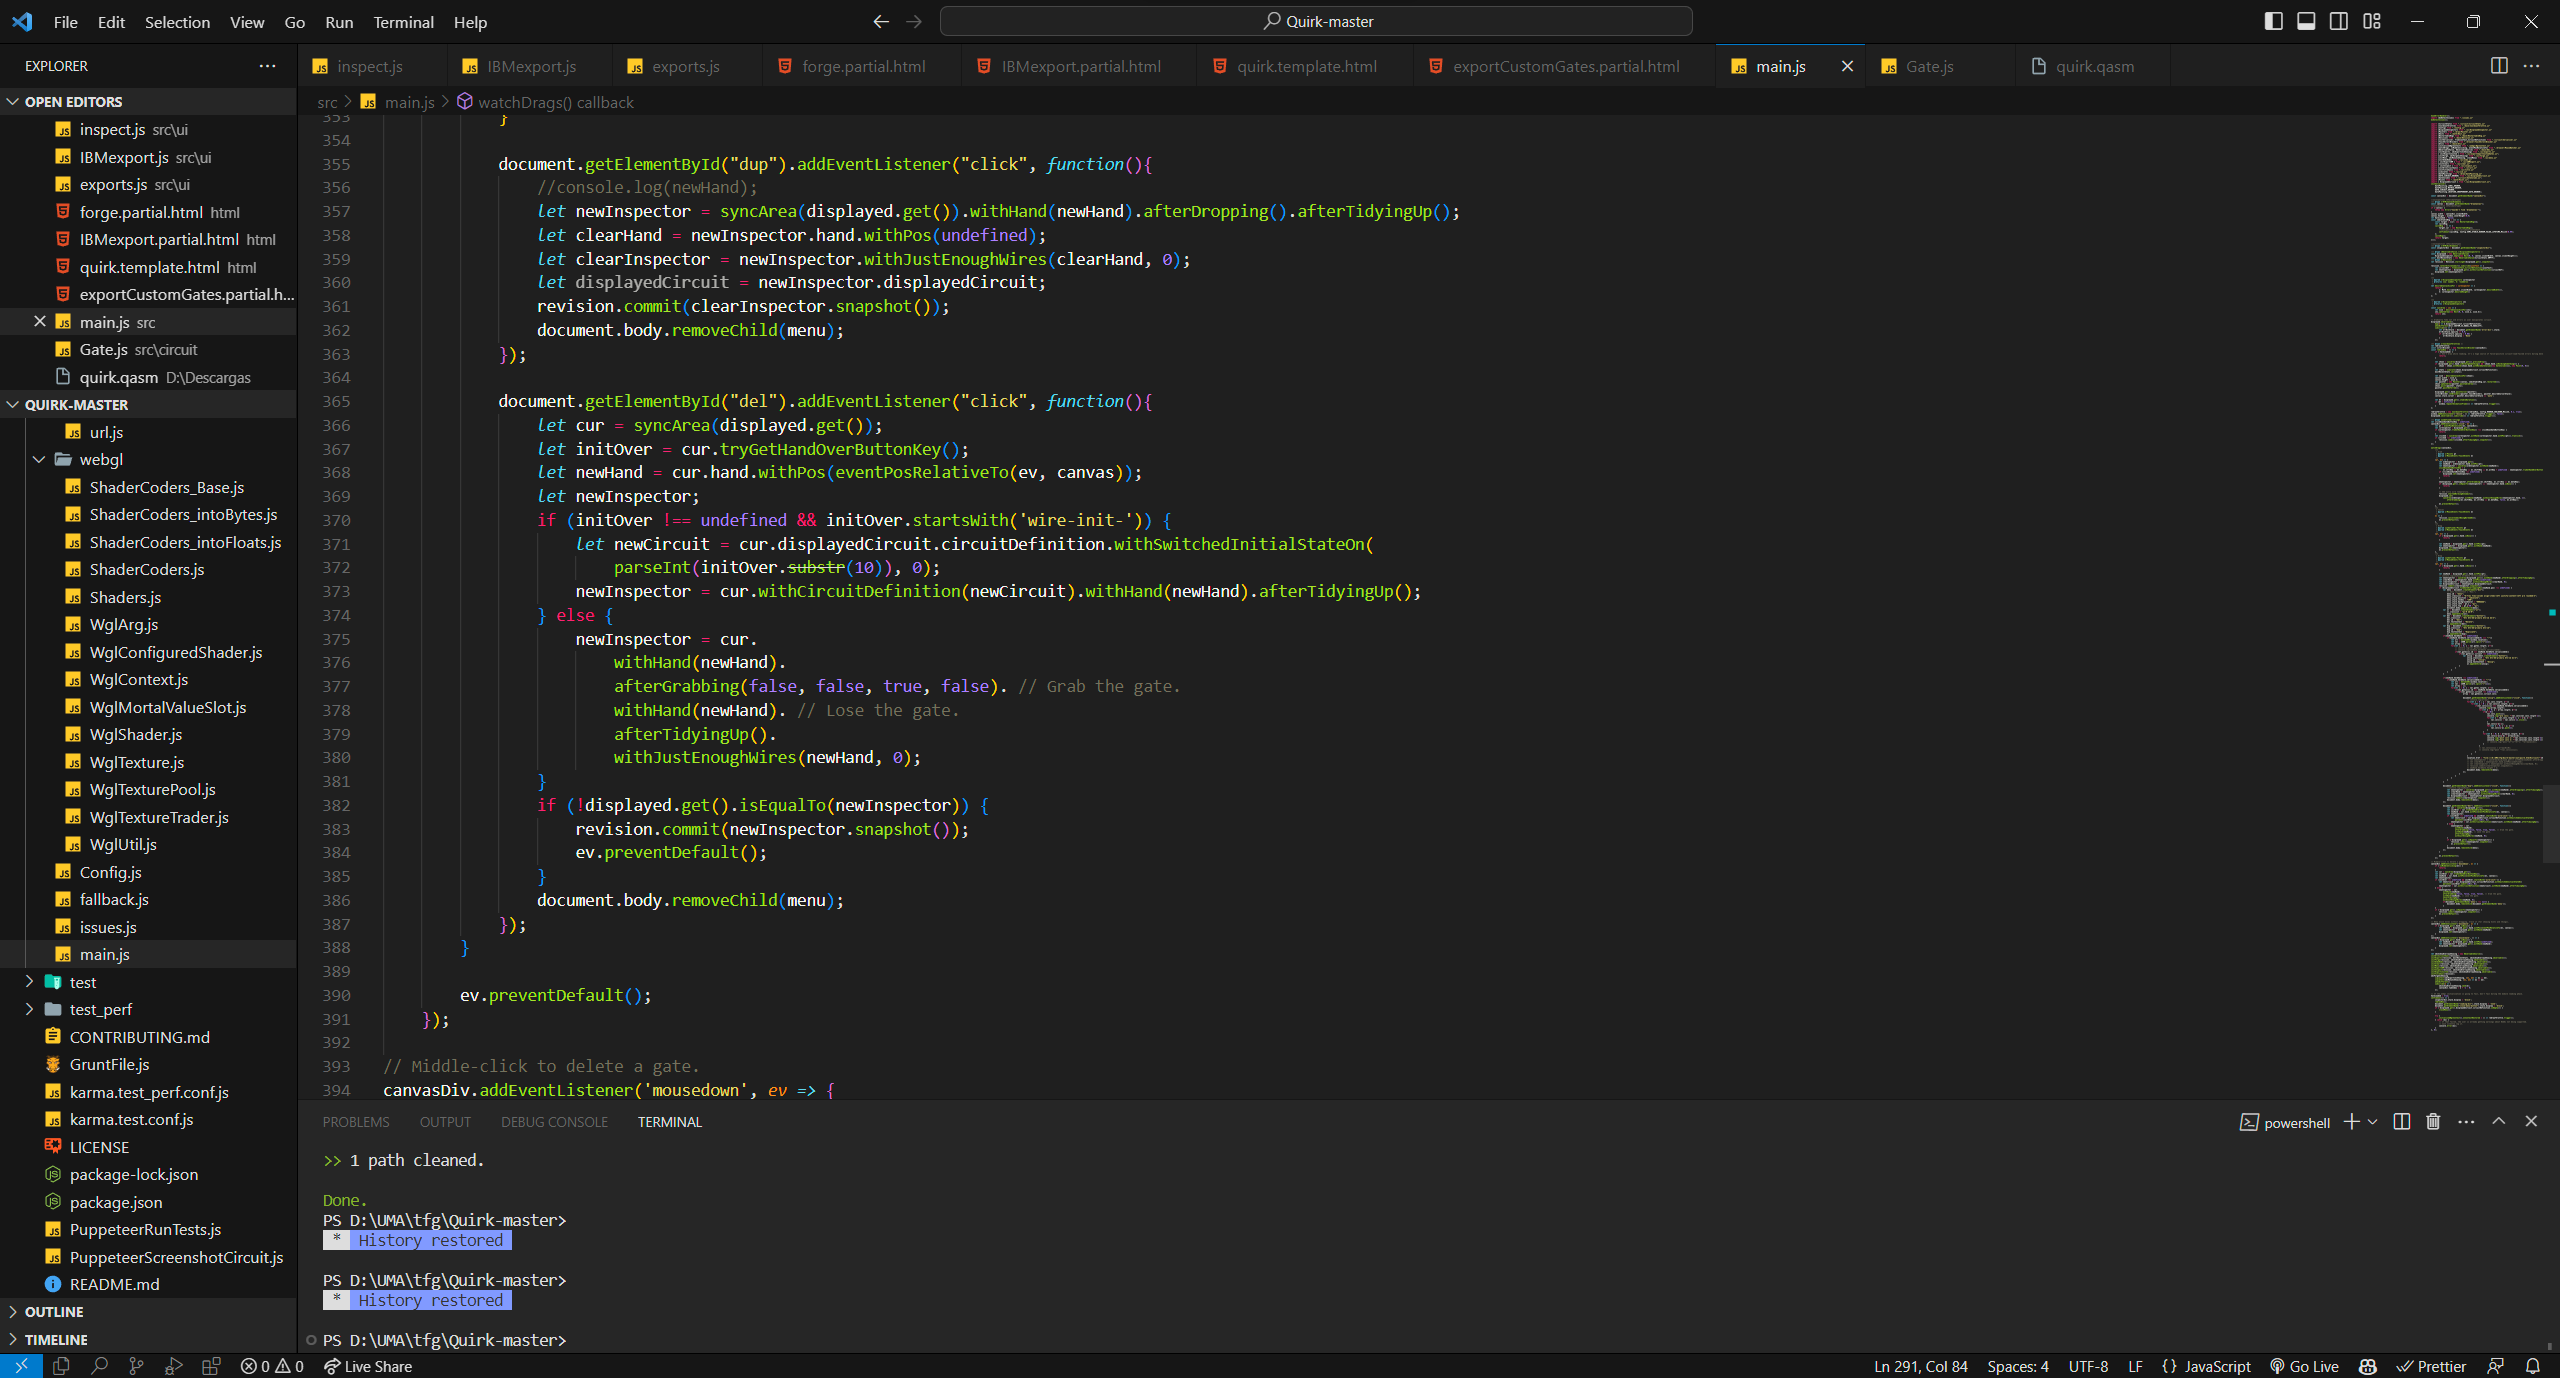 File Edit Selection View Go Run Terminal Help
Quirk-master
EXPLORER
OPEN EDITORS
inspect.js src\ui
IBMexport.js src\ui
exports.js src\ui
forge.partial.html html
IBMexport.partial.html html
quirk.template.html html
exportCustomGates.partial.h...
main.js src
Gate.js src\circuit
quirk.qasm D:\Descargas
QUIRK-MASTER
url.js
webgl
ShaderCoders_Base.js
ShaderCoders_intoBytes.js
ShaderCoders_intoFloats.js
ShaderCoders.js
Shaders.js
WglArg.js
WglConfiguredShader.js
WglContext.js
WglMortalValueSlot.js
WglShader.js
WglTexture.js
WglTexturePool.js
WglTextureTrader.js
WglUtil.js
Config.js
fallback.js
issues.js
main.js
test
test_perf
CONTRIBUTING.md
GruntFile.js
karma.test_perf.conf.js
karma.test.conf.js
LICENSE
package-lock.json
package.json
PuppeteerRunTests.js
PuppeteerScreenshotCircuit.js
README.md
OUTLINE
TIMELINE
inspect.js IBMexport.js exports.js forge.partial.html IBMexport.partial.html quirk.template.html exportCustomGates.partial.html main.js Gate.js quirk.qasm
src > main.js > watchDrags() callback
353 }
354
355 document.getElementById("dup").addEventListener("click", function(){
356 //console.log(newHand);
357 let newInspector = syncArea(displayed.get()).withHand(newHand).afterDropping().afterTidyingUp();
358 let clearHand = newInspector.hand.withPos(undefined);
359 let clearInspector = newInspector.withJustEnoughWires(clearHand, 0);
360 let displayedCircuit = newInspector.displayedCircuit;
361 revision.commit(clearInspector.snapshot());
362 document.body.removeChild(menu);
363 });
364
365 document.getElementById("del").addEventListener("click", function(){
366 let cur = syncArea(displayed.get());
367 let initOver = cur.tryGetHandOverButtonKey();
368 let newHand = cur.hand.withPos(eventPosRelativeTo(ev, canvas));
369 let newInspector;
370 if (initOver !== undefined && initOver.startsWith('wire-init-')) {
371 let newCircuit = cur.displayedCircuit.circuitDefinition.withSwitchedInitialStateOn(
372 parseInt(initOver.substr(10)), 0);
373 newInspector = cur.withCircuitDefinition(newCircuit).withHand(newHand).afterTidyingUp();
374 } else {
375 newInspector = cur.
376 withHand(newHand).
377 afterGrabbing(false, false, true, false). // Grab the gate.
378 withHand(newHand). // Lose the gate.
379 afterTidyingUp().
380 withJustEnoughWires(newHand, 0);
381 }
382 if (!displayed.get().isEqualTo(newInspector)) {
383 revision.commit(newInspector.snapshot());
384 ev.preventDefault();
385 }
386 document.body.removeChild(menu);
387 });
388 }
389
390 ev.preventDefault();
391 });
392
393 // Middle-click to delete a gate.
394 canvasDiv.addEventListener('mousedown', ev => {
PROBLEMS OUTPUT DEBUG CONSOLE TERMINAL
powershell
>> 1 path cleaned.
Done.
PS D:\UMA\tfg\Quirk-master>
* History restored
PS D:\UMA\tfg\Quirk-master>
* History restored
PS D:\UMA\tfg\Quirk-master>
0 0 Live Share
Ln 291, Col 84 Spaces: 4 UTF-8 LF {} JavaScript Go Live Prettier